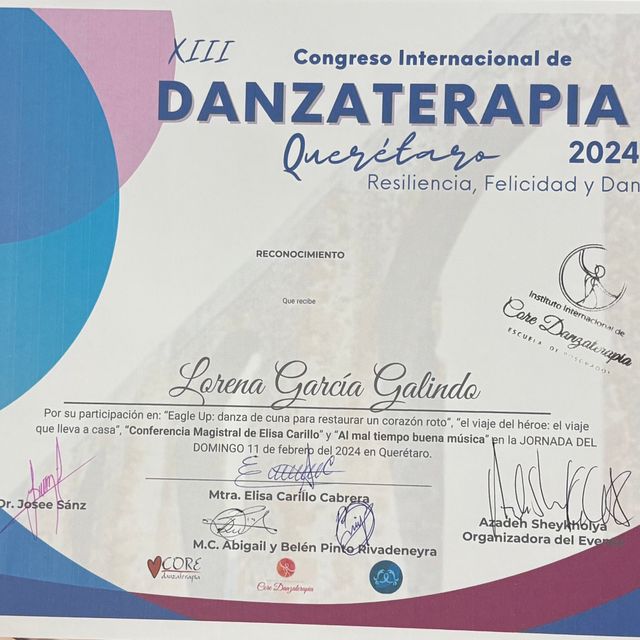 XIII
Congreso Internacional de
DANZATERAPIA
Querétaro 2024
Resiliencia, Felicidad y Dan
RECONOCIMIENTO
Que recibe
Instituto Internacional de
Core Danzaterapia
ESCUELA DE
Lorena García Galindo
Por su participación en: "Eagle Up: danza de cuna para restaurar un corazón roto", "el viaje del héroe: el viaje
que lleva a casa", "Conferencia Magistral de Elisa Carillo" y "Al mal tiempo buena música" en la JORNADA DEL
DOMINGO 11 de febrero del 2024 en Querétaro.
Dr. Josee Sánz
Mtra. Elisa Carillo Cabrera
Azadeh Sheykholya
Organizadora del Even
M.C. Abigail y Belén Pinto Rivadeneyra
CORE
danzaterapia
Core Danzaterapia